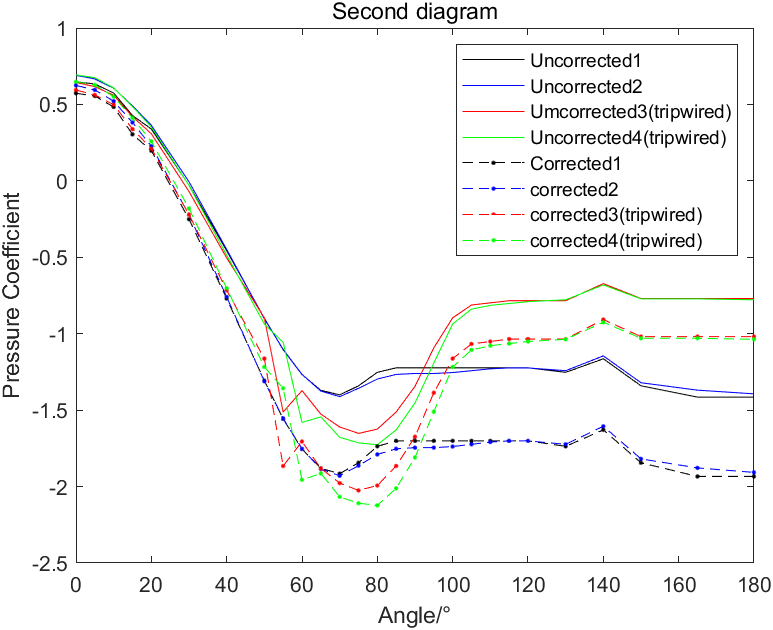 Second diagram
1
0.5
0
-0.5
-1
-1.5
-2
-2.5
Pressure Coefficient
Uncorrected1
Uncorrected2
Umcorrected3(tripwired)
Uncorrected4(tripwired)
Corrected1
corrected2
corrected3(tripwired)
corrected4(tripwired)
0 20 40 60 80 100 120 140 160 180
Angle/°